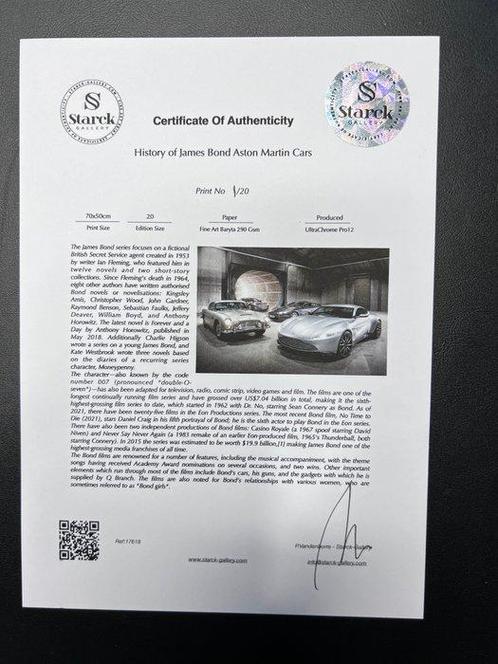 Starck
GALLERY
Starck
GALLERY
Certificate Of Authenticity
History of James Bond Aston Martin Cars
Print No 1/20
70x50cm 20 Paper Produced
Print Size Edition Size Fine Art Baryta 290 Gsm UltraChrome Pro12
The James Bond series focuses on a fictional
British Secret Service agent created in 1953
by writer Ian Fleming, who featured him in
twelve novels and two short-story
collections. Since Fleming's death in 1964,
eight other authors have written authorised
Bond novels or novelisations: Kingsley
Amis, Christopher Wood, John Gardner,
Raymond Benson, Sebastian Faulks, Jeffery
Deaver, William Boyd, and Anthony
Horowitz. The latest novel is Forever and a
Day by Anthony Horowitz, published in
May 2018. Additionally Charlie Higson
wrote a series on a young James Bond, and
Kate Westbrook wrote three novels based
on the diaries of a recurring series
character, Moneypenny.
The character—also known by the code
number 007 (pronounced "double-O-
seven")—has also been adapted for television, radio, comic strip, video games and film. The films are one of the
longest continually running film series and have grossed over US$7.04 billion in total, making it the sixth-
highest-grossing film series to date, which started in 1962 with Dr. No, starring Sean Connery as Bond. As of
2021, there have been twenty-five films in the Eon Productions series. The most recent Bond film, No Time to
Die (2021), stars Daniel Craig in his fifth portrayal of Bond; he is the sixth actor to play Bond in the Eon series.
There have also been two independent productions of Bond films: Casino Royale (a 1967 spoof starring David
Niven) and Never Say Never Again (a 1983 remake of an earlier Eon-produced film, 1965's Thunderball, both
starring Connery). In 2015 the series was estimated to be worth $19.9 billion,[1] making James Bond one of the
highest-grossing media franchises of all time.
The Bond films are renowned for a number of features, including the musical accompaniment, with the theme
songs having received Academy Award nominations on several occasions, and two wins. Other important
elements which run through most of the films include Bond's cars, his guns, and the gadgets with which he is
supplied by Q Branch. The films are also noted for Bond's relationships with various women, who are
sometimes referred to as "Bond girls".
Ref:17618
www.starck-gallery.com
- Starck-Gallery
info@starck-gallery.com